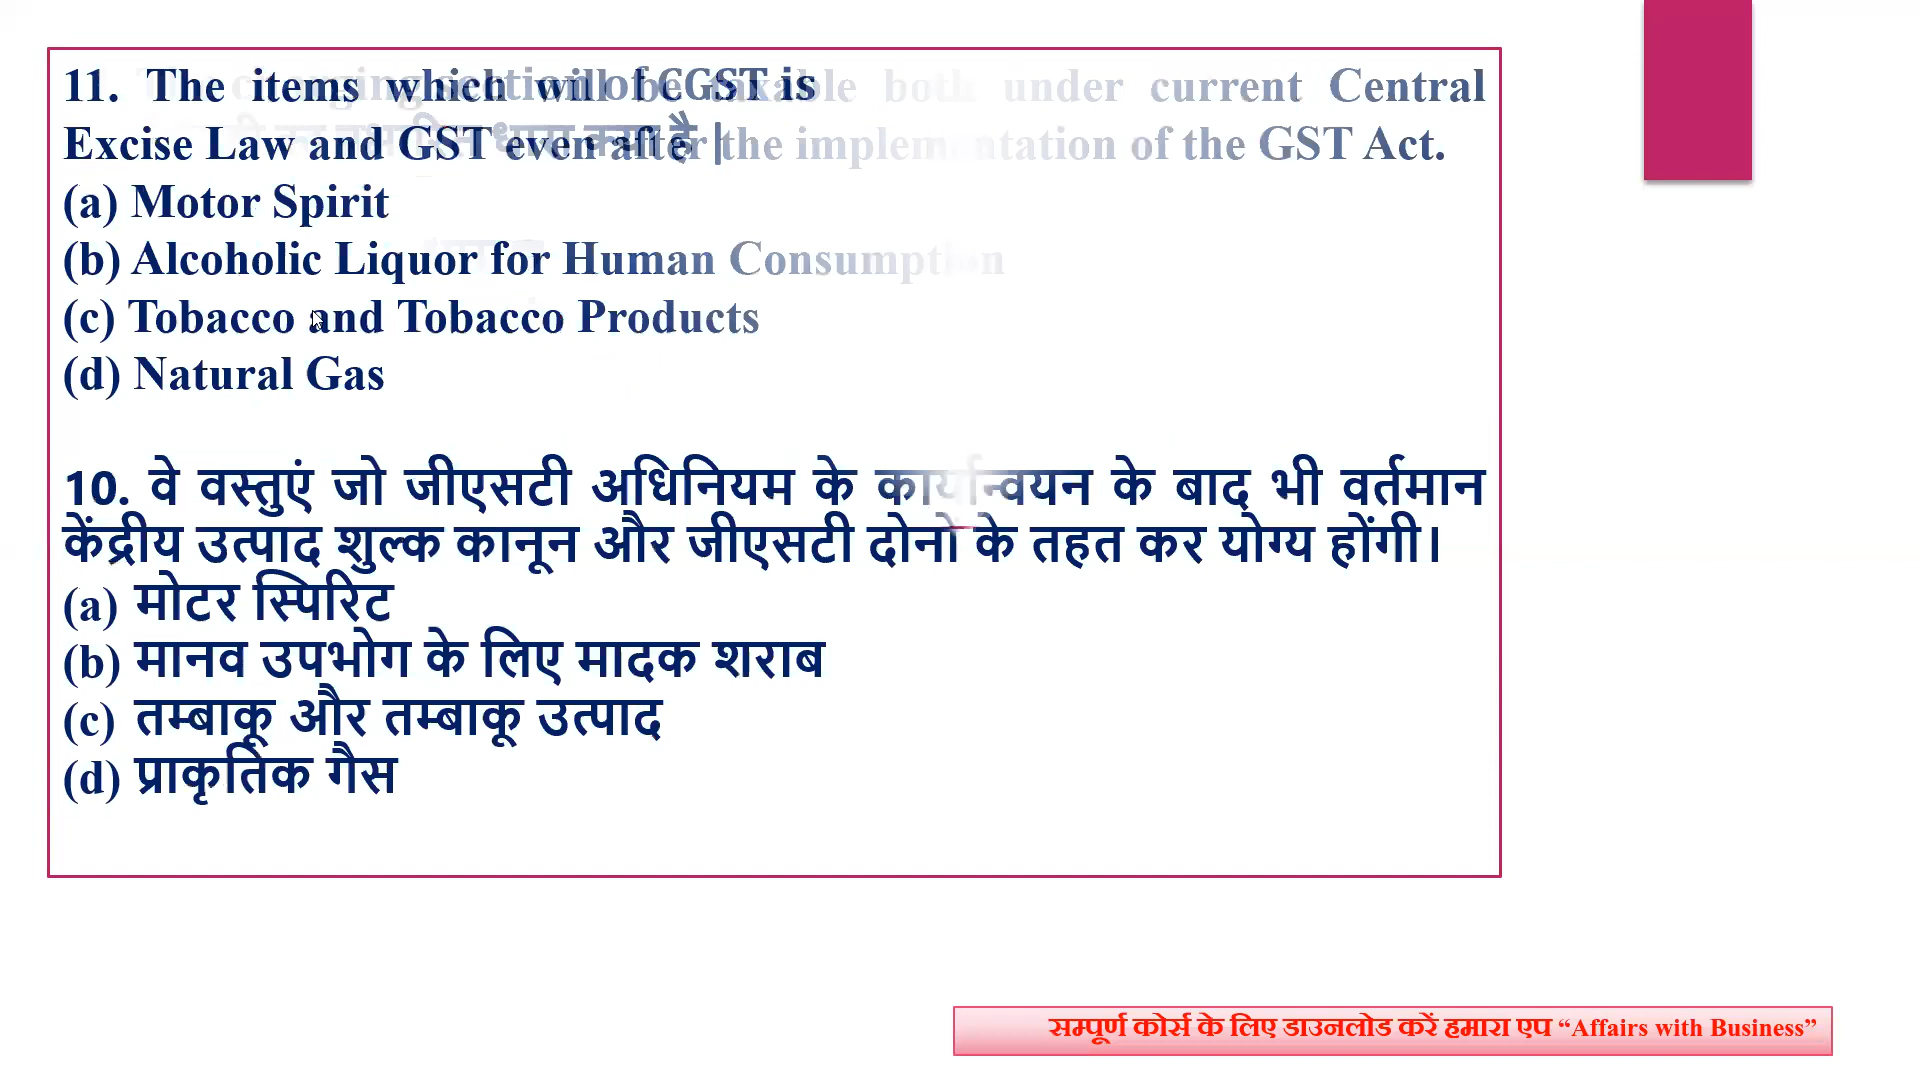 11. The items which will be taxable both under current Central
Excise Law and GST even after the implementation of the GST Act.
(a) Motor Spirit
(b) Alcoholic Liquor for Human Consumption
(c) Tobacco and Tobacco Products
(d) Natural Gas
10. वे वस्तुएं जो जीएसटी अधिनियम के कार्यान्वयन के बाद भी वर्तमान
केंद्रीय उत्पाद शुल्क कानून और जीएसटी दोनों के तहत कर योग्य होंगी।
(a) मोटर स्पिरिट
(b) मानव उपभोग के लिए मादक शराब
(c) तम्बाकू और तम्बाकू उत्पाद
(d) प्राकृतिक गैस
सम्पूर्ण कोर्स के लिए डाउनलोड करें हमारा एप “Affairs with Business”